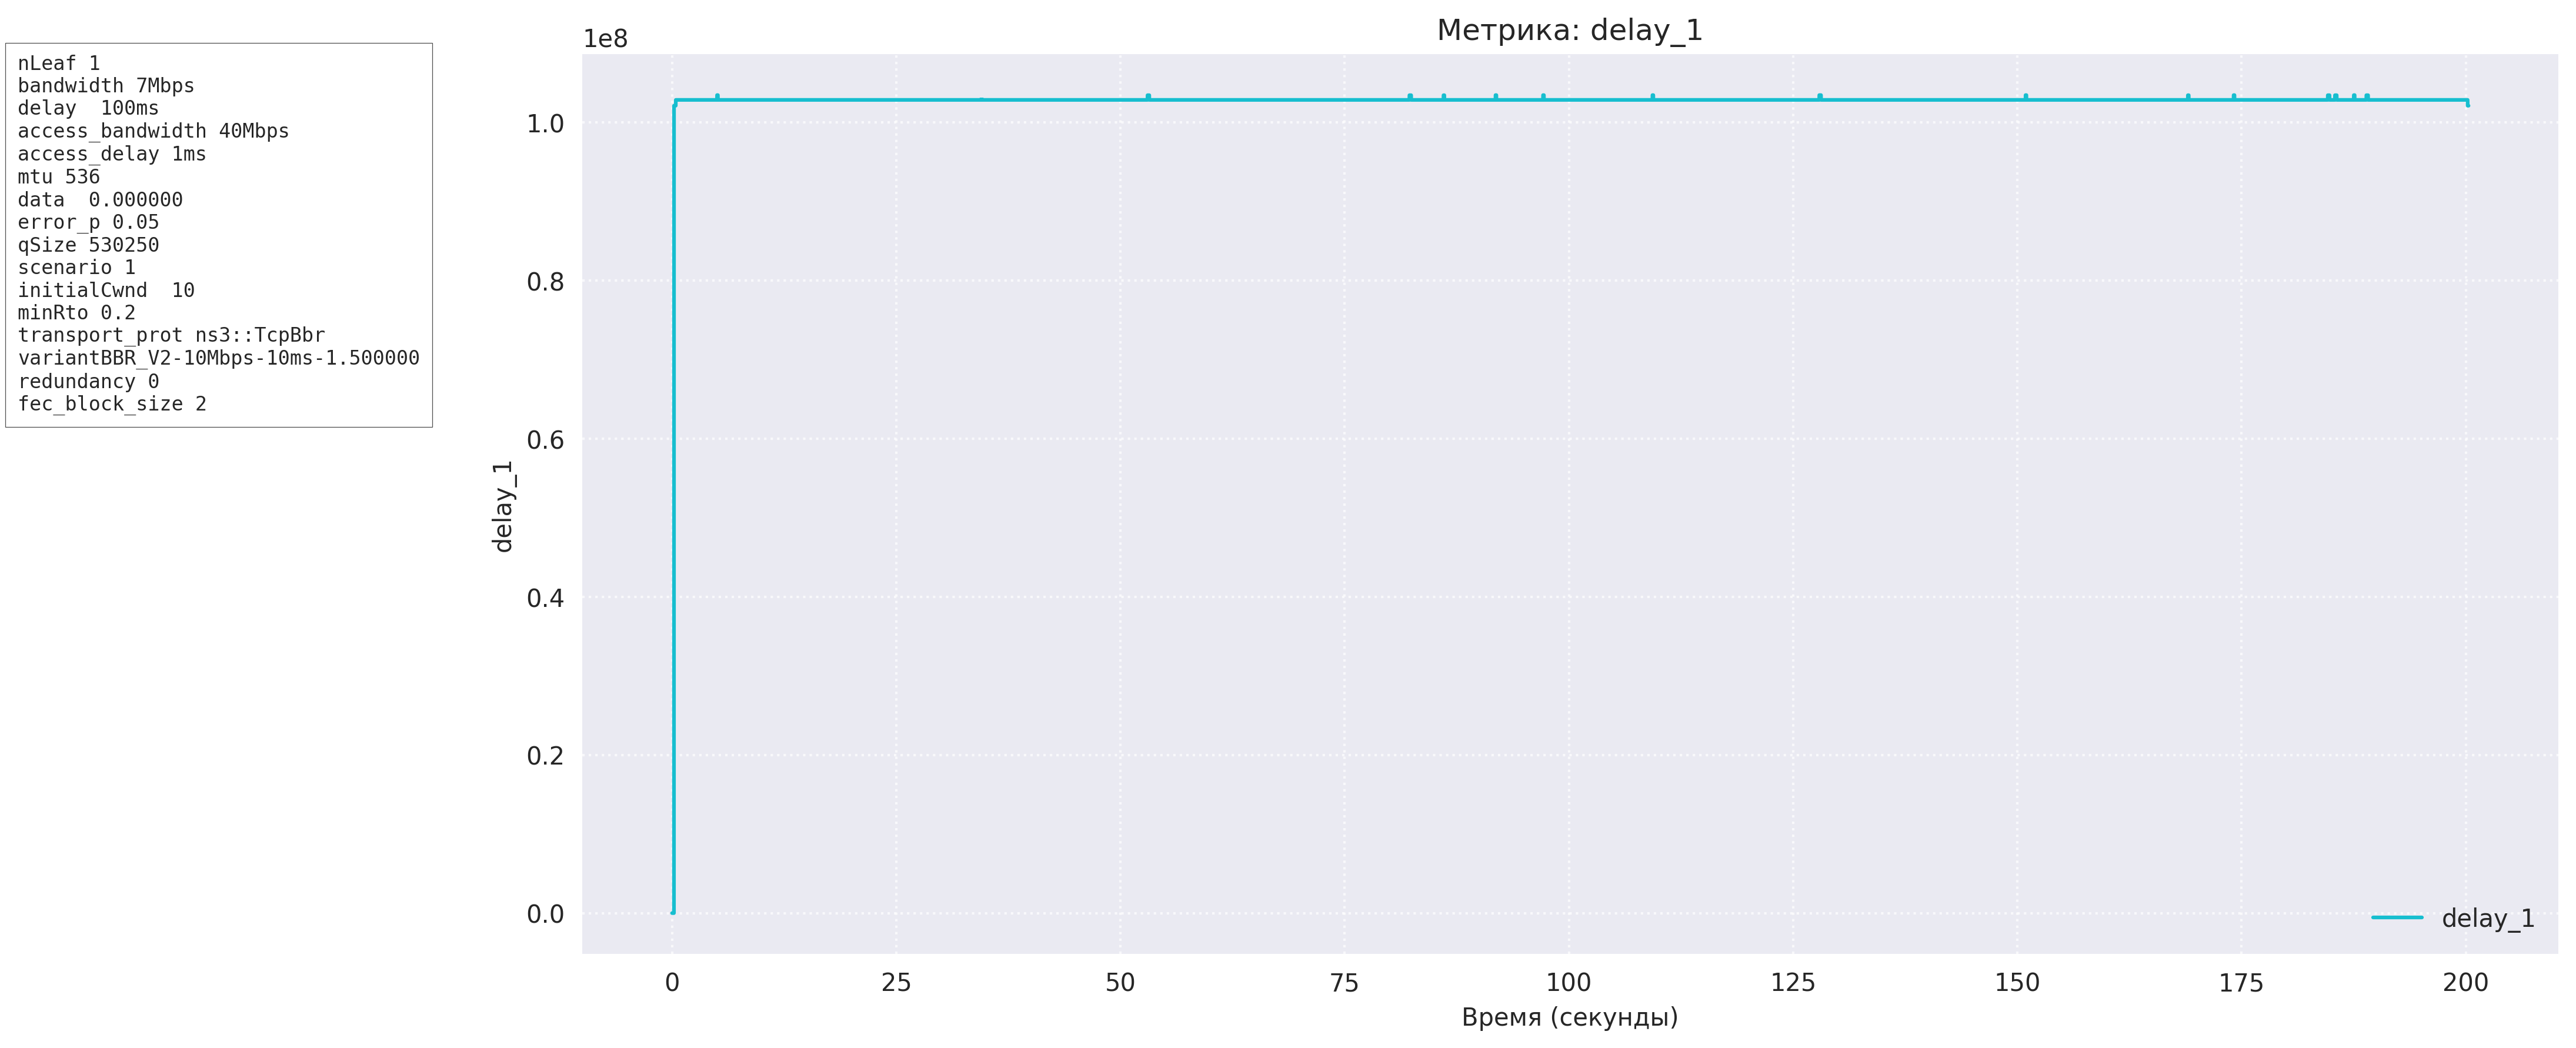 nLeaf 1
bandwidth 7Mbps
delay  100ms
access_bandwidth 40Mbps
access_delay 1ms
mtu 536
data  0.000000
error_p 0.05
qSize 530250
scenario 1
initialCwnd  10
minRto 0.2
transport_prot ns3::TcpBbr
variantBBR_V2-10Mbps-10ms-1.500000
redundancy 0
fec_block_size 2
Метрика: delay_1
1e8
1.0
0.8
0.6
0.4
0.2
0.0
delay_1
delay_1
0 25 50 75 100 125 150 175 200
Время (секунды)